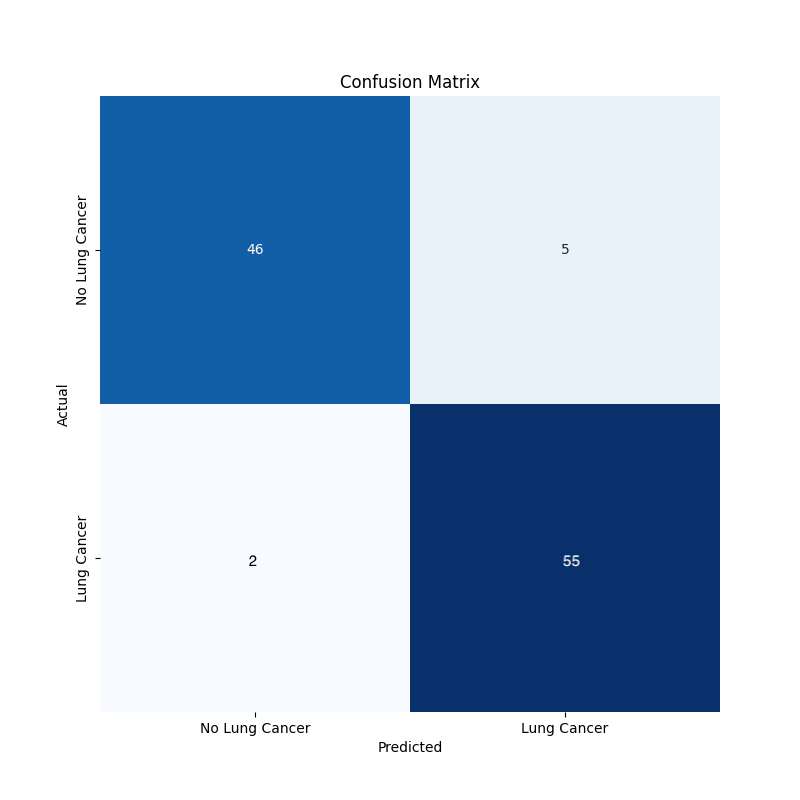 Confusion Matrix
No Lung Cancer
46
5
Actual
Lung Cancer
2
55
No Lung Cancer
Lung Cancer
Predicted